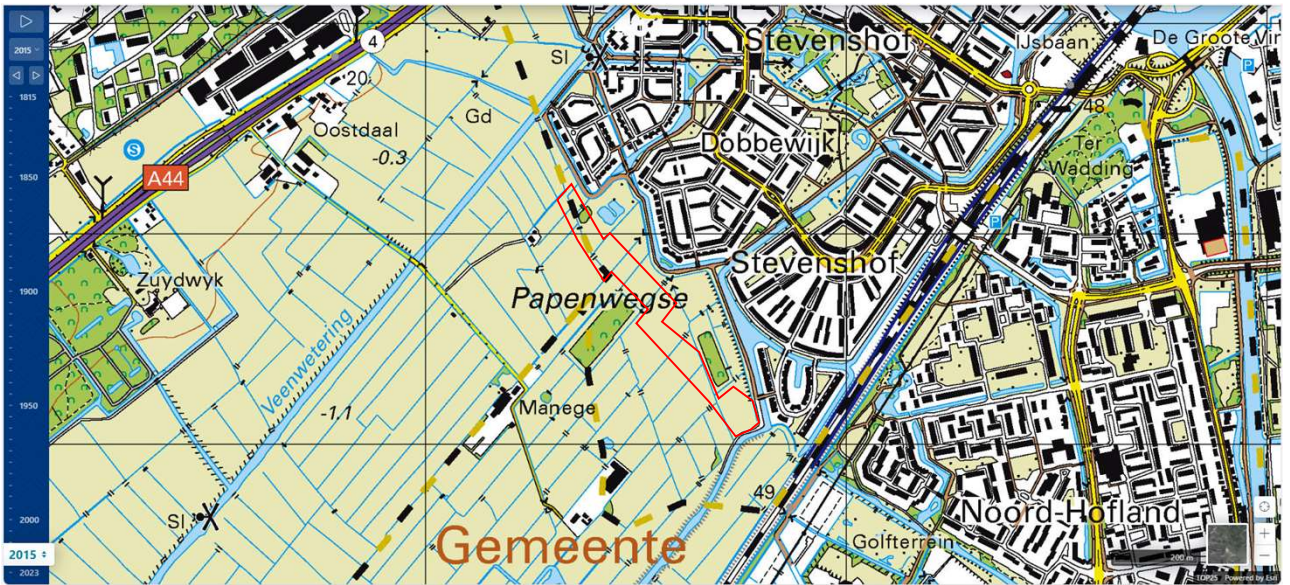 2015
1815
1850
1900
1950
2000
2015
2023
4
20
Sl
Stevenshof
IJsbaan
De Groote Vir
P
Oostdaal
Gd
-0.3
S
A44
Dobbewijk
48
Ter
Wadding
P
Zuydwyk
Stevenshof
Papenwegse
Veenwetering
-1.1
Manege
Sl
49
Noord-Hofland
Gemeente
Golfterrein
200 m
TOP25 Powered by Esri